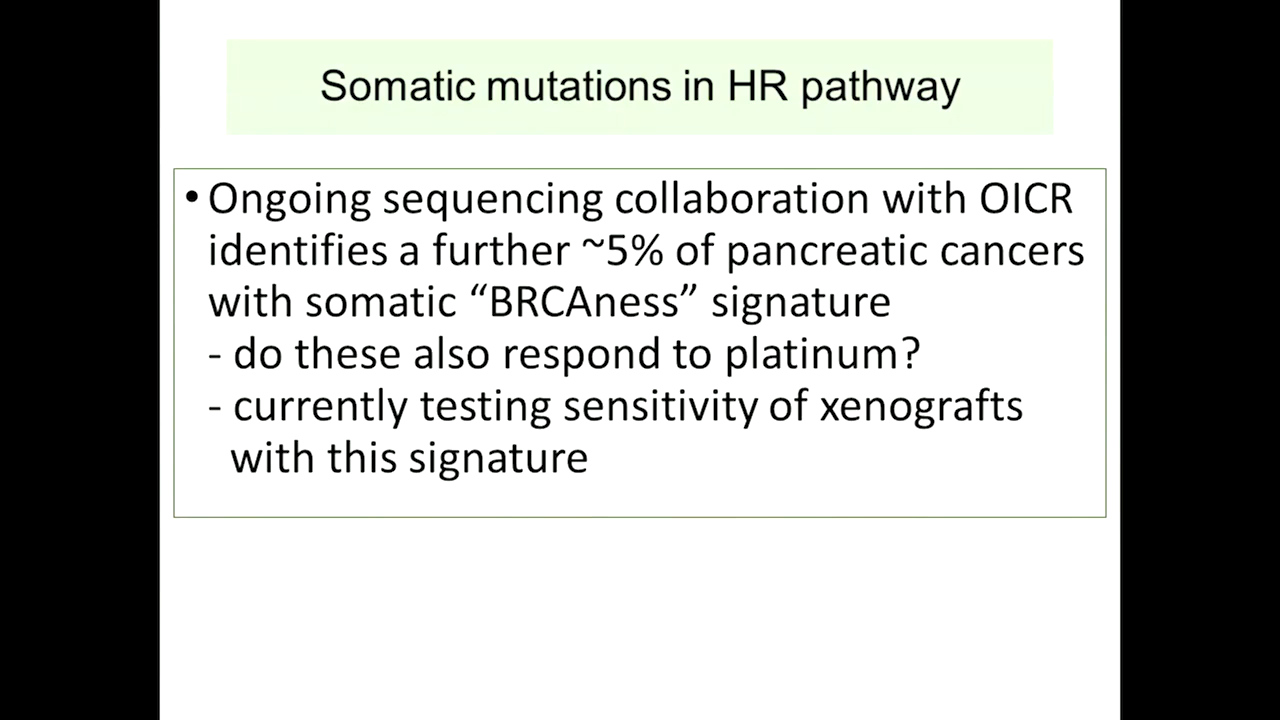 Somatic mutations in HR pathway
• Ongoing sequencing collaboration with OICR
identifies a further ~5% of pancreatic cancers
with somatic “BRCAness” signature
- do these also respond to platinum?
- currently testing sensitivity of xenografts
with this signature